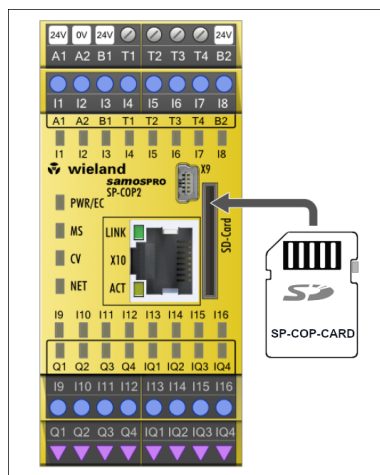 24V 0V 24V 24V
A1 A2 B1 T1 T2 T3 T4 B2
I1 I2 I3 I4 I5 I6 I7 I8
A1 A2 B1 T1 T2 T3 T4 B2
I1 I2 I3 I4 I5 I6 I7 I8
wieland X9
samosPRO
SP-COP2
PWR/EC
MS LINK
CV X10
NET ACT
SD-Card
SD
SP-COP-CARD
I9 I10 I11 I12 I13 I14 I15 I16
Q1 Q2 Q3 Q4 IQ1 IQ2 IQ3 IQ4
I9 I10 I11 I12 I13 I14 I15 I16
Q1 Q2 Q3 Q4 IQ1 IQ2 IQ3 IQ4